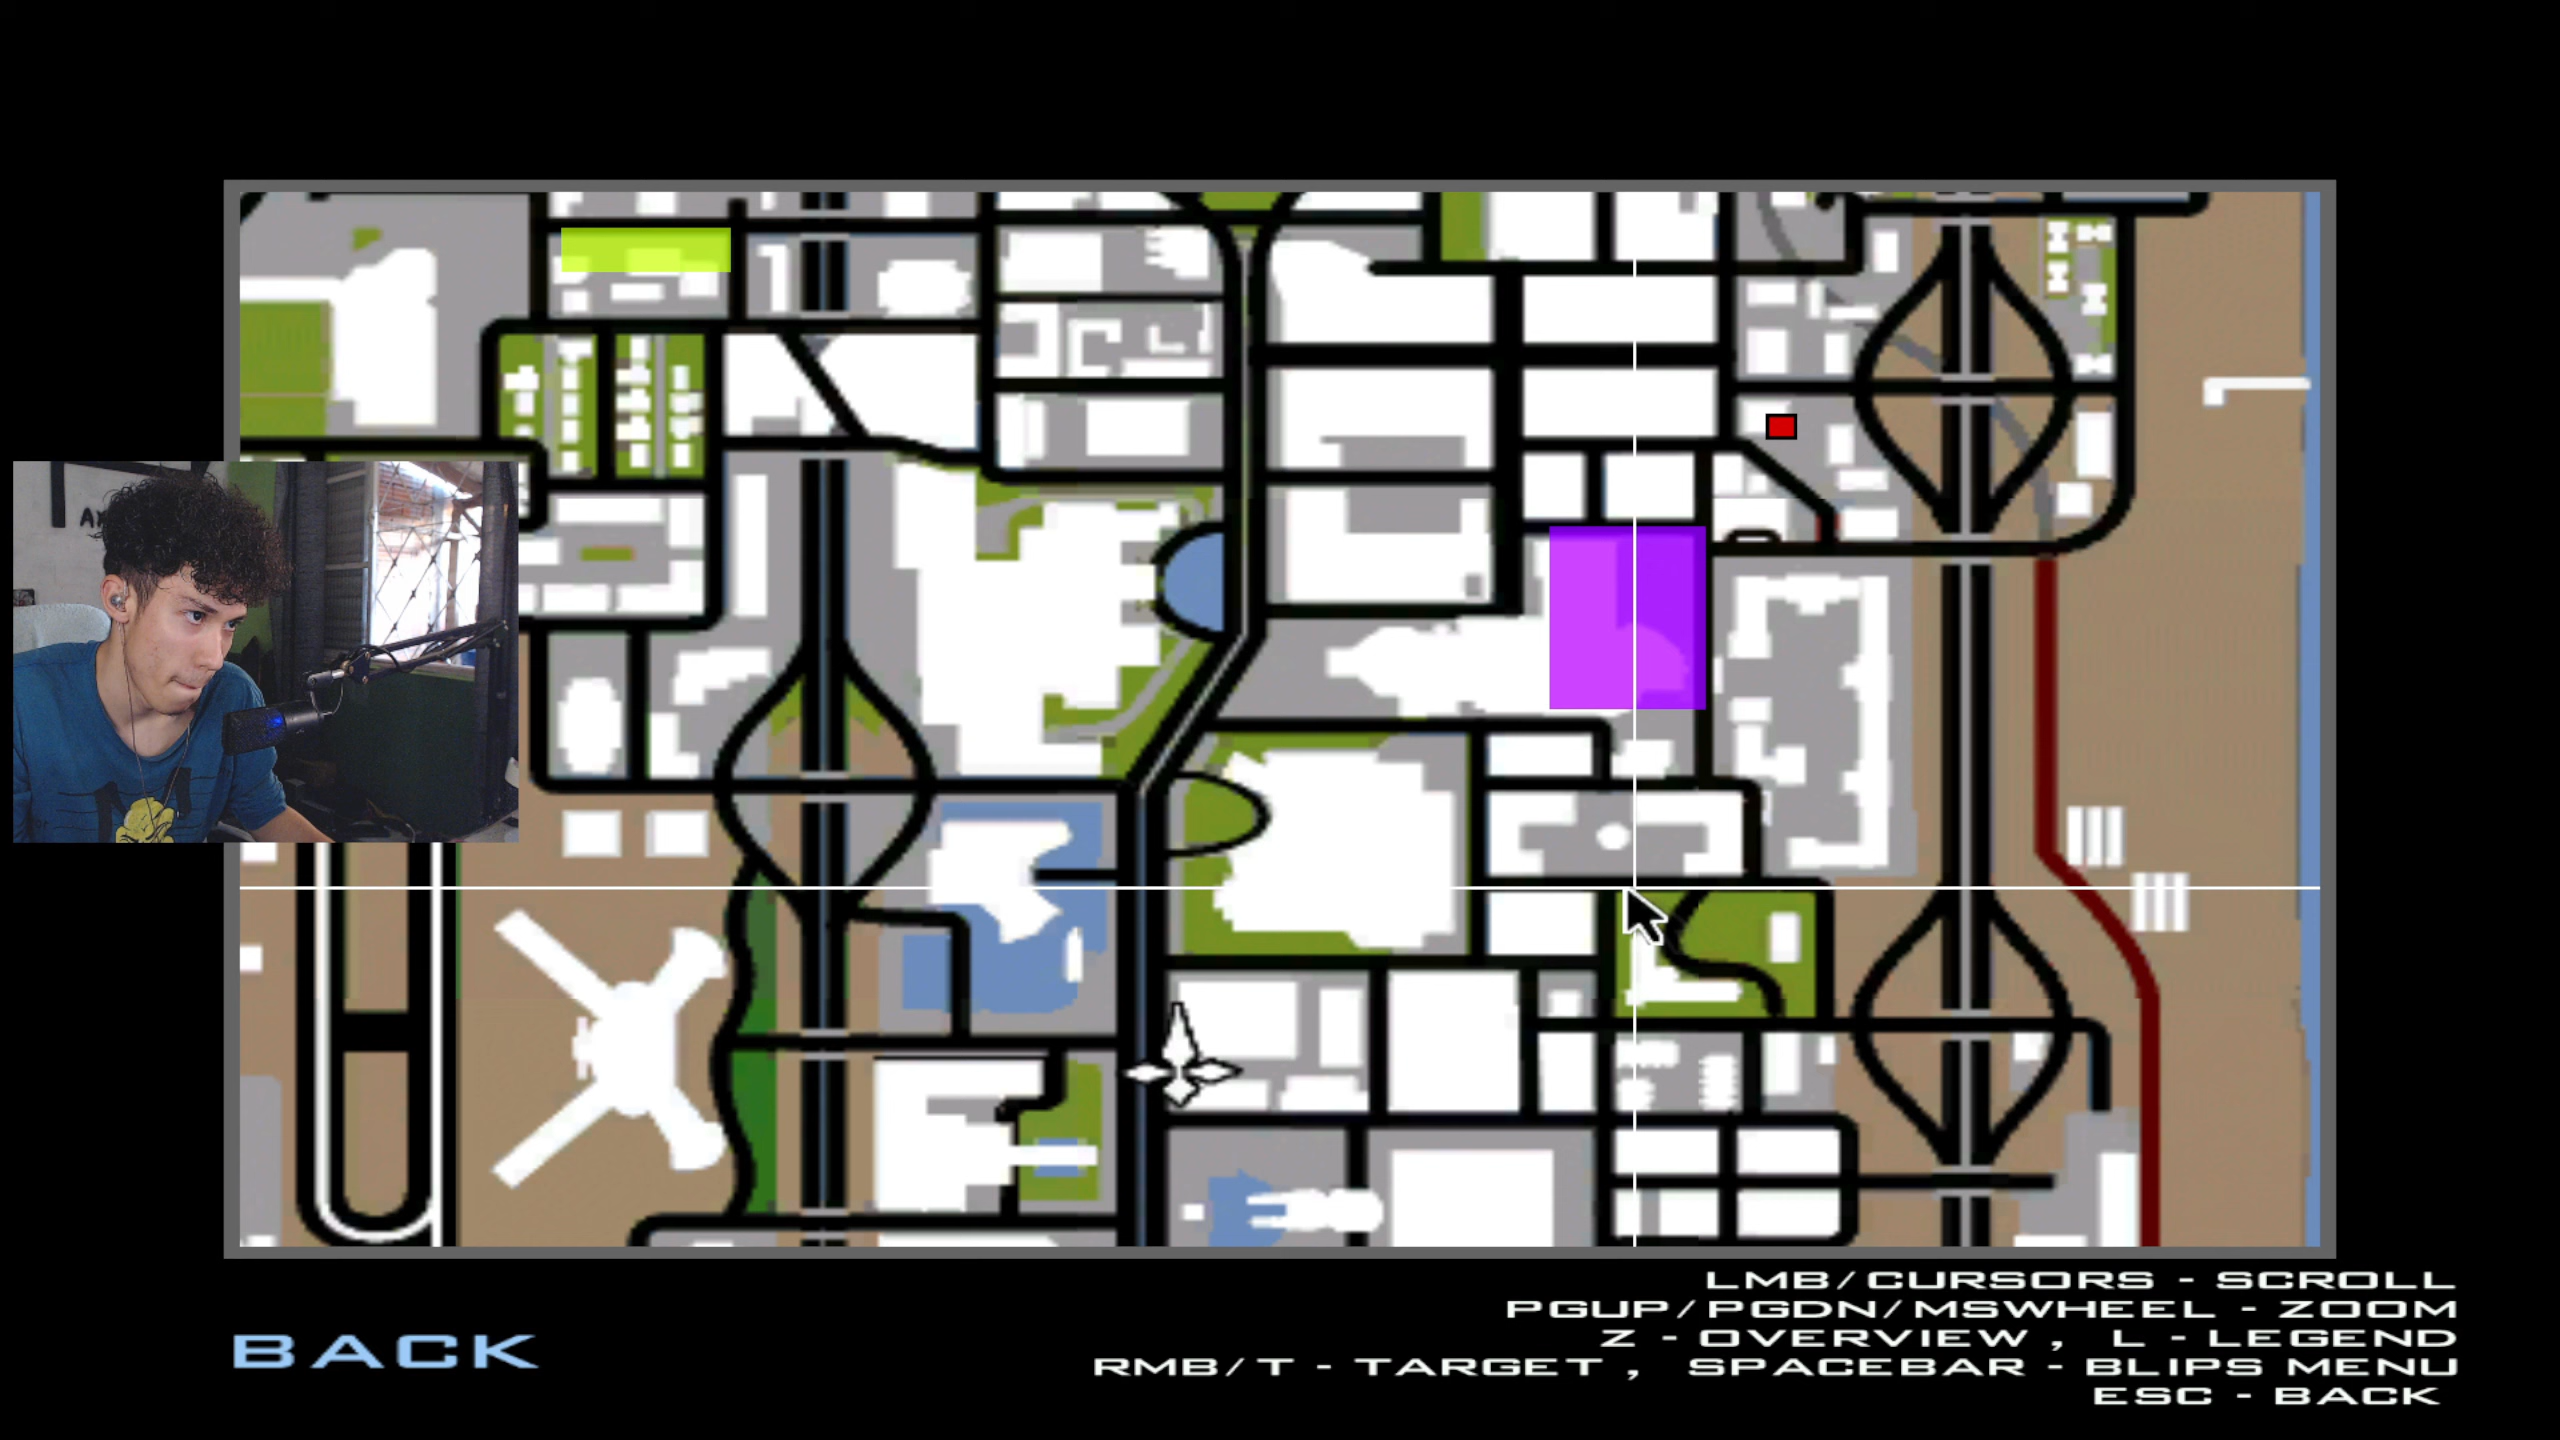 LMB/CURSORS - SCROLL
PGUP/PGDN/MSWHEEL - ZOOM
Z - OVERVIEW, L - LEGEND
RMB/T - TARGET, SPACEBAR - BLIPS MENU
ESC - BACK
BACK